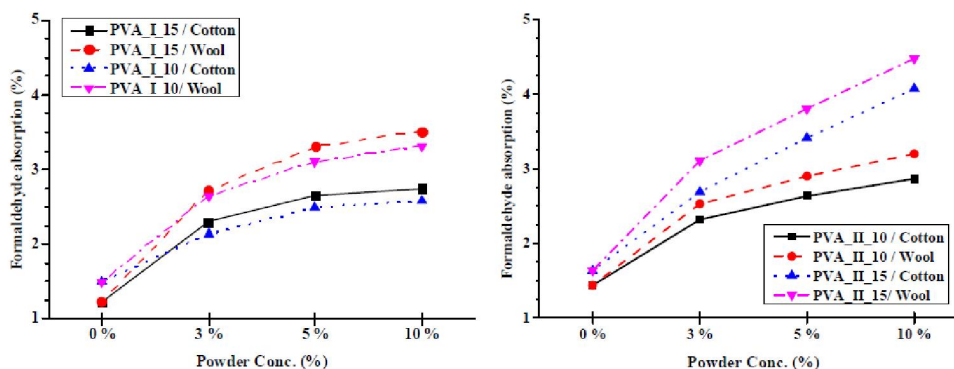 5
4
3
2
1
Formaldehyde absorption (%)
PVA_I_15 / Cotton
PVA_I_15 / Wool
PVA_I_10 / Cotton
PVA_I_10/ Wool
0 %
3 %
5 %
10 %
Powder Conc. (%)
5
4
3
2
1
Formaldehyde absorption (%)
PVA_II_10 / Cotton
PVA_II_10 / Wool
PVA_II_15 / Cotton
PVA_II_15/ Wool
0 %
3 %
5 %
10 %
Powder Conc. (%)